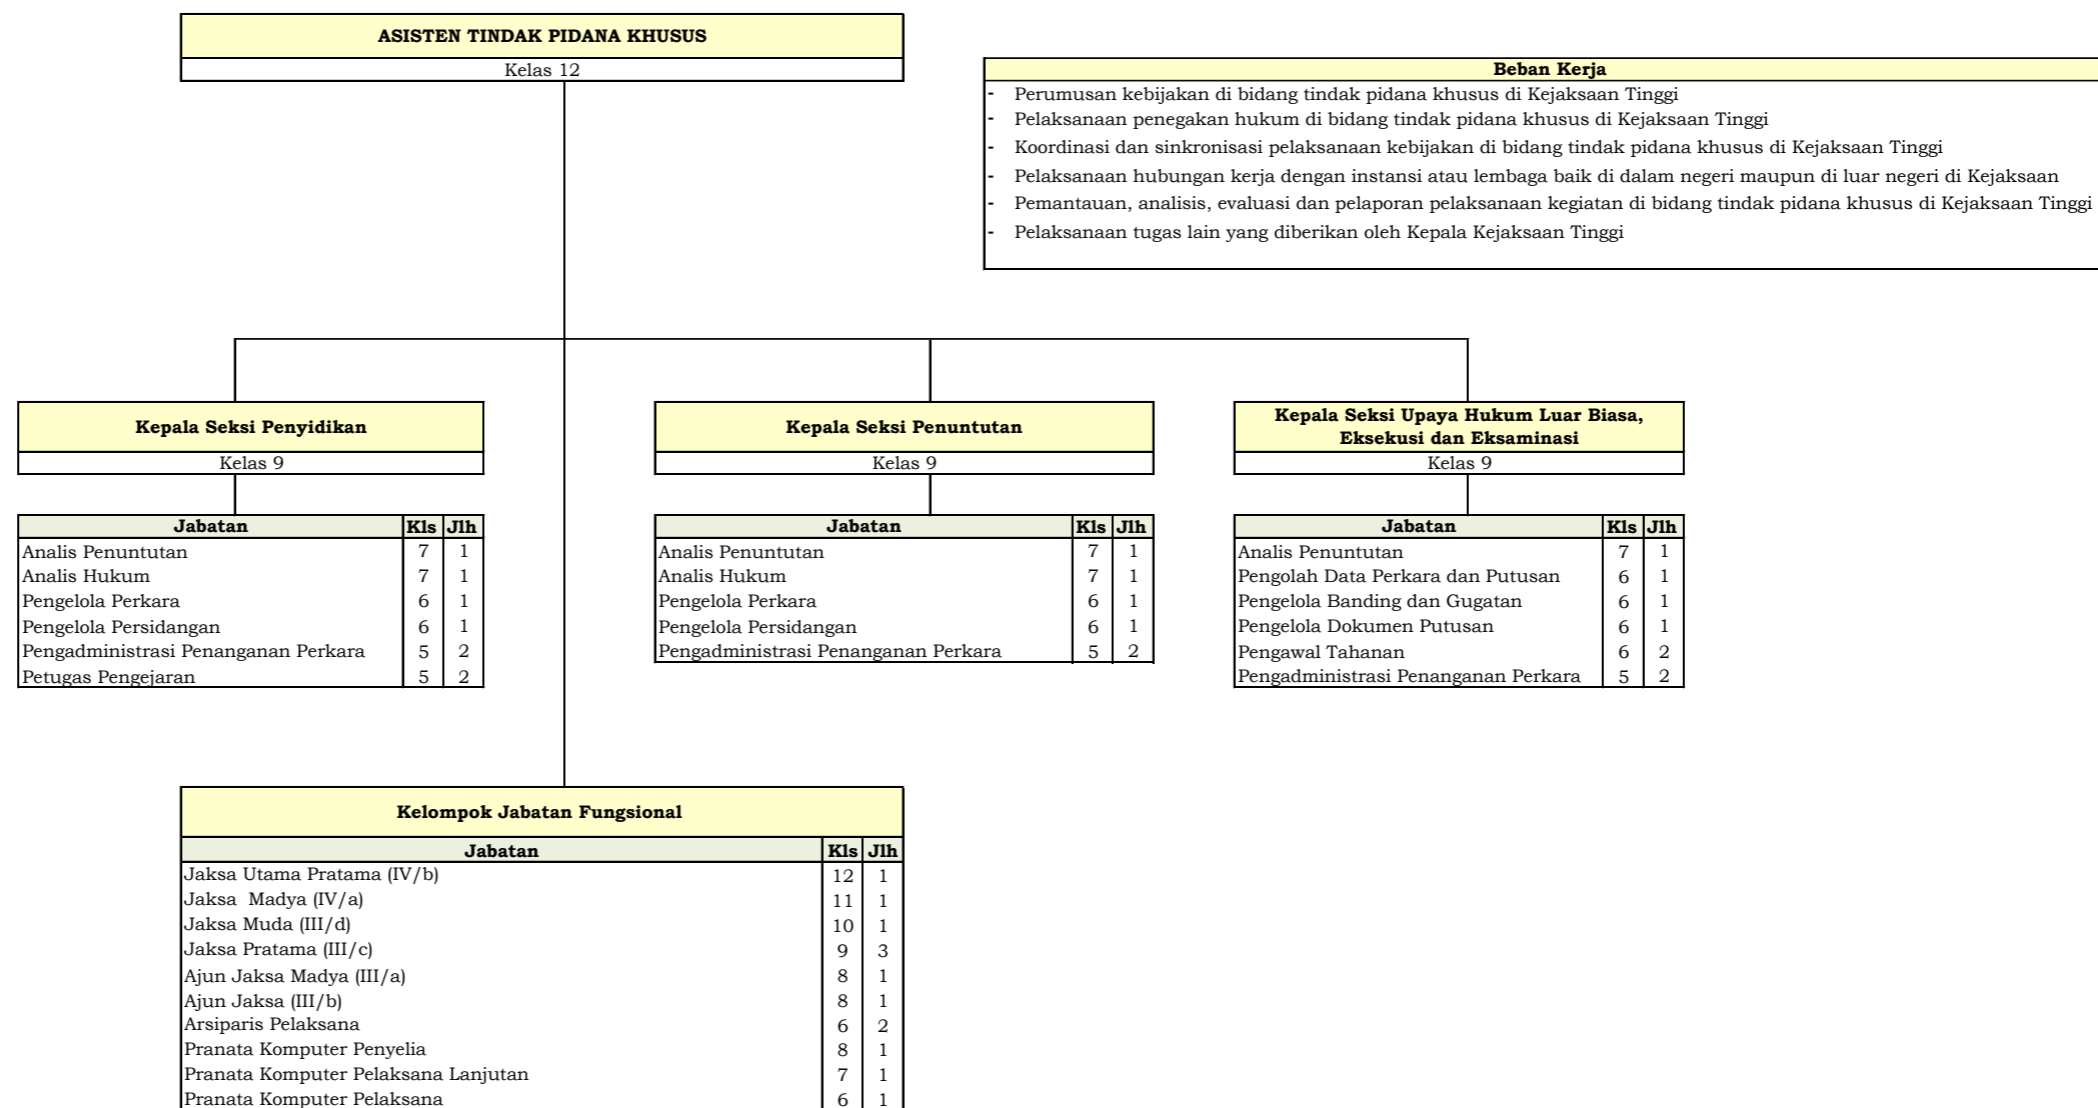 ASISTEN TINDAK PIDANA KHUSUS
Kelas 12
Beban Kerja
- Perumusan kebijakan di bidang tindak pidana khusus di Kejaksaan Tinggi
- Pelaksanaan penegakan hukum di bidang tindak pidana khusus di Kejaksaan Tinggi
- Koordinasi dan sinkronisasi pelaksanaan kebijakan di bidang tindak pidana khusus di Kejaksaan Tinggi
- Pelaksanaan hubungan kerja dengan instansi atau lembaga baik di dalam negeri maupun di luar negeri di Kejaksaan
- Pemantauan, analisis, evaluasi dan pelaporan pelaksanaan kegiatan di bidang tindak pidana khusus di Kejaksaan Tinggi
- Pelaksanaan tugas lain yang diberikan oleh Kepala Kejaksaan Tinggi
Kepala Seksi Penyidikan
Kelas 9
Jabatan Kls Jlh
Analis Penuntutan 7 1
Analis Hukum 7 1
Pengelola Perkara 6 1
Pengelola Persidangan 6 1
Pengadministrasi Penanganan Perkara 5 2
Petugas Pengejaran 5 2
Kepala Seksi Penuntutan
Kelas 9
Jabatan Kls Jlh
Analis Penuntutan 7 1
Analis Hukum 7 1
Pengelola Perkara 6 1
Pengelola Persidangan 6 1
Pengadministrasi Penanganan Perkara 5 2
Kepala Seksi Upaya Hukum Luar Biasa,
Eksekusi dan Eksaminasi
Kelas 9
Jabatan Kls Jlh
Analis Penuntutan 7 1
Pengolah Data Perkara dan Putusan 6 1
Pengelola Banding dan Gugatan 6 1
Pengelola Dokumen Putusan 6 1
Pengawal Tahanan 6 2
Pengadministrasi Penanganan Perkara 5 2
Kelompok Jabatan Fungsional
Jabatan Kls Jlh
Jaksa Utama Pratama (IV/b) 12 1
Jaksa Madya (IV/a) 11 1
Jaksa Muda (III/d) 10 1
Jaksa Pratama (III/c) 9 3
Ajun Jaksa Madya (III/a) 8 1
Ajun Jaksa (III/b) 8 1
Arsiparis Pelaksana 6 2
Pranata Komputer Penyelia 8 1
Pranata Komputer Pelaksana Lanjutan 7 1
Pranata Komputer Pelaksana 6 1